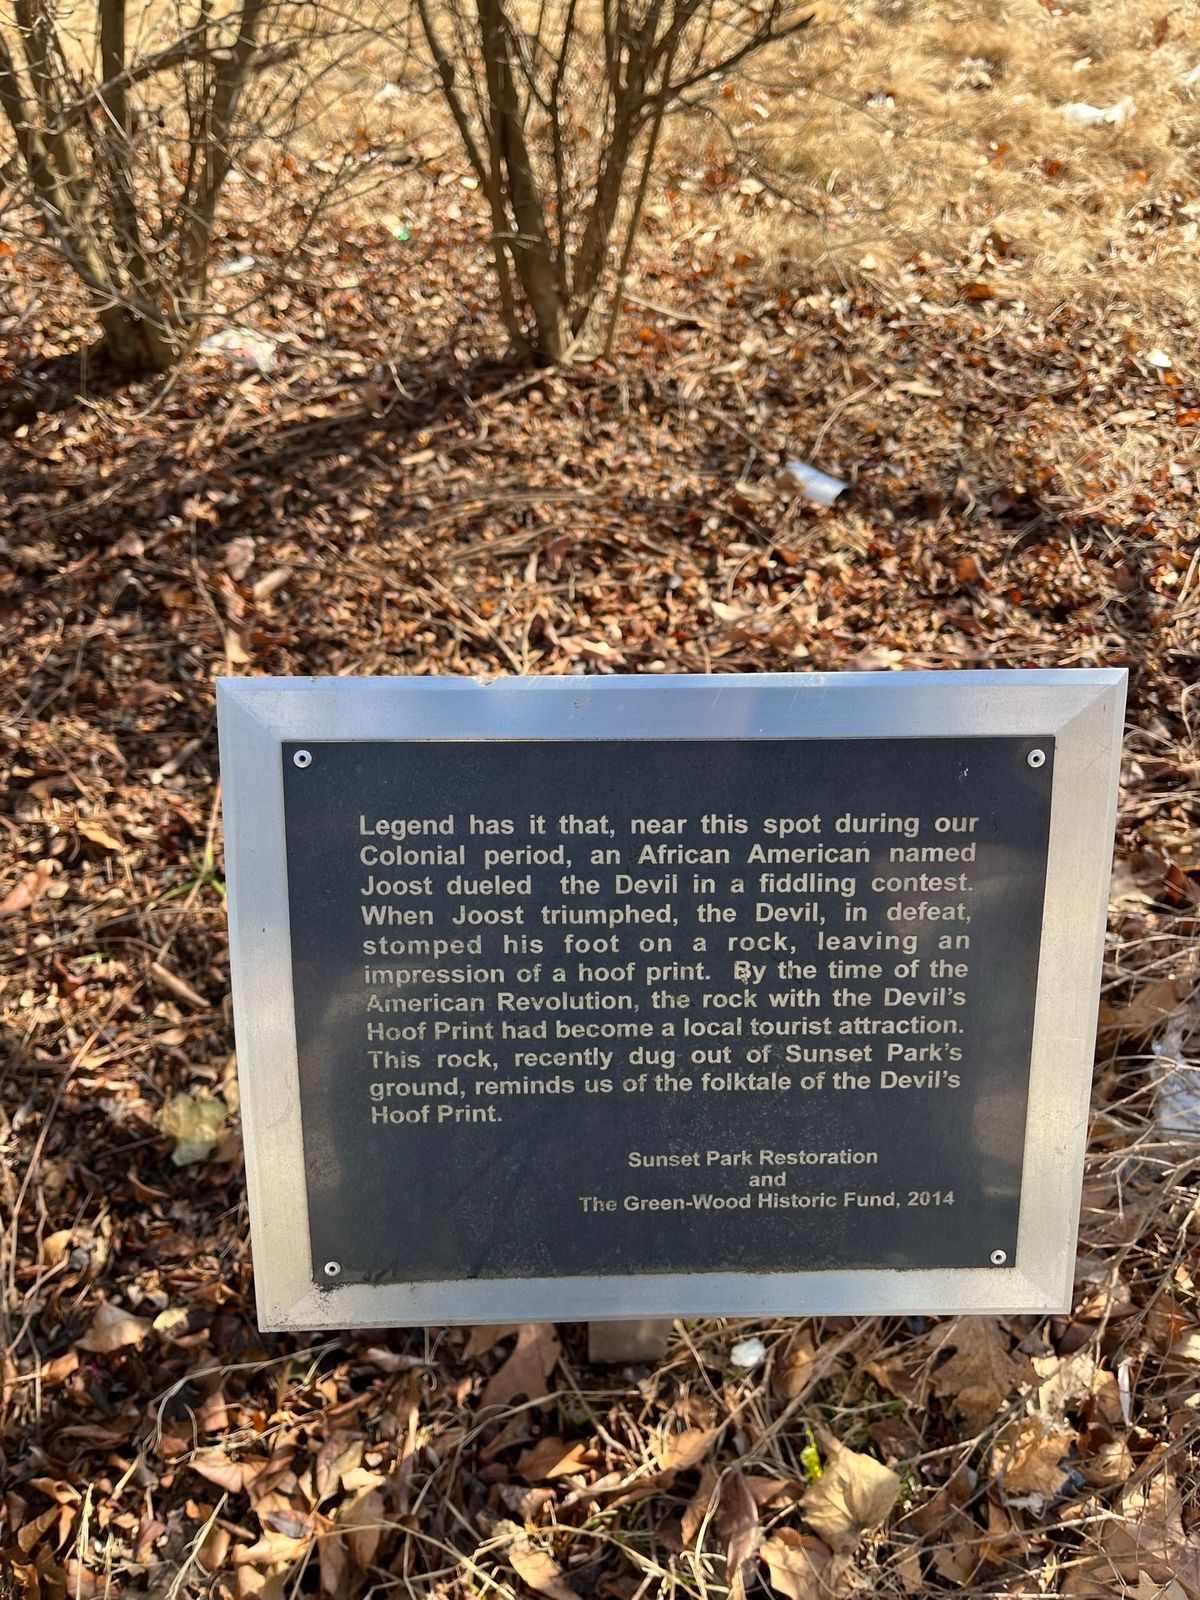 Legend has it that, near this spot during our
Colonial period, an African American named
Joost dueled the Devil in a fiddling contest.
When Joost triumphed, the Devil, in defeat,
stomped his foot on a rock, leaving an
impression of a hoof print. By the time of the
American Revolution, the rock with the Devil's
Hoof Print had become a local tourist attraction.
This rock, recently dug out of Sunset Park's
ground, reminds us of the folktale of the Devil's
Hoof Print.
Sunset Park Restoration
and
The Green-Wood Historic Fund, 2014